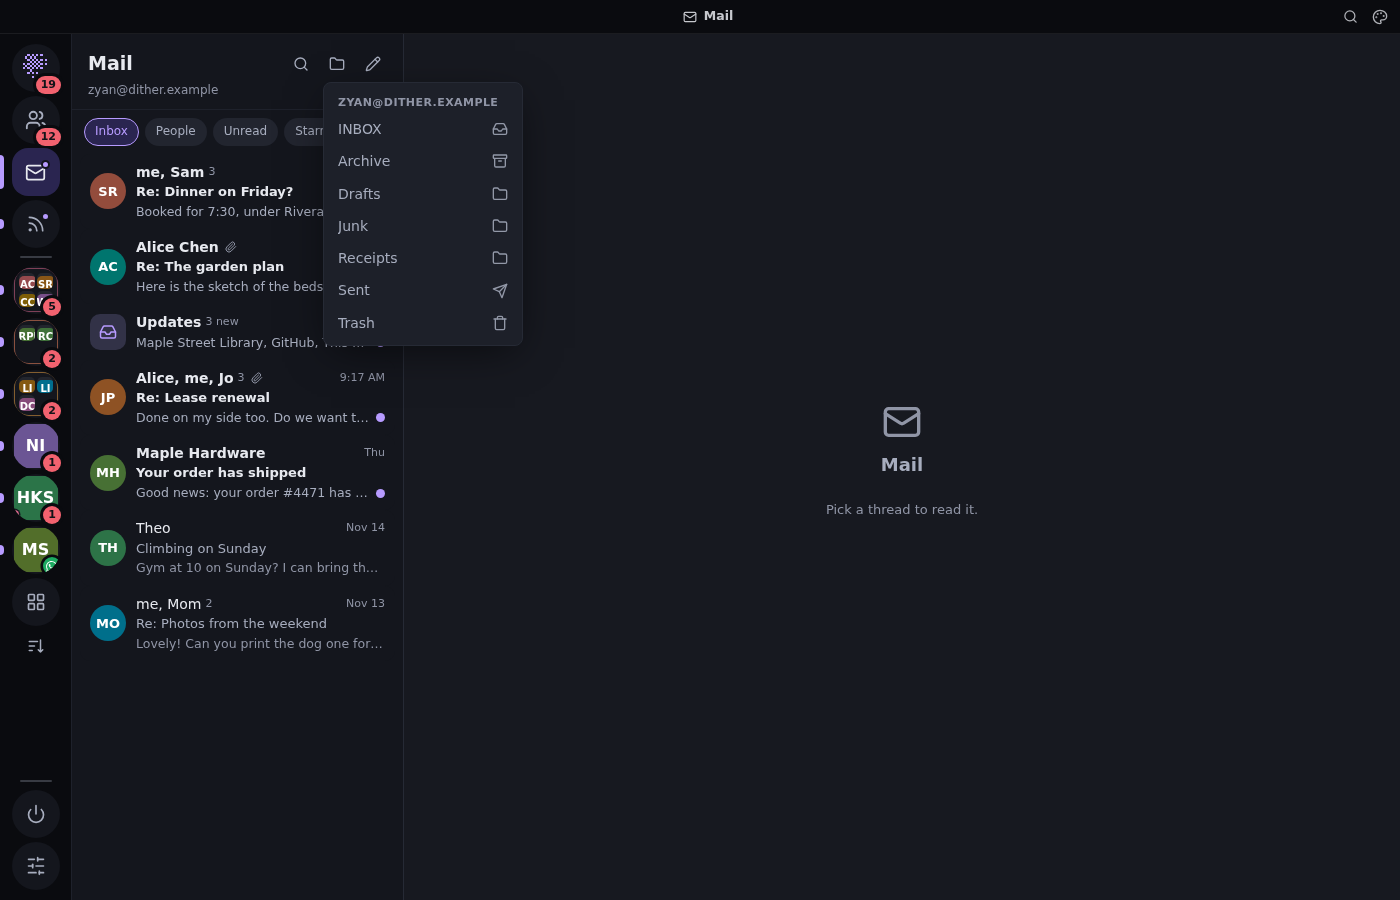 Mail
19
12
5
2
2
1
1
AC SR
CC
RP RC
LI LI
DC
NI
HKS
MS
Mail
zyan@dither.example
Inbox People Unread Starr
SR me, Sam 3
Re: Dinner on Friday?
Booked for 7:30, under Rivera
AC Alice Chen
Re: The garden plan
Here is the sketch of the beds
Updates 3 new
Maple Street Library, GitHub,
JP Alice, me, Jo 3 9:17 AM
Re: Lease renewal
Done on my side too. Do we want t…
MH Maple Hardware Thu
Your order has shipped
Good news: your order #4471 has …
TH Theo Nov 14
Climbing on Sunday
Gym at 10 on Sunday? I can bring th…
MO me, Mom 2 Nov 13
Re: Photos from the weekend
Lovely! Can you print the dog one for…
ZYAN@DITHER.EXAMPLE
INBOX
Archive
Drafts
Junk
Receipts
Sent
Trash
Mail
Pick a thread to read it.